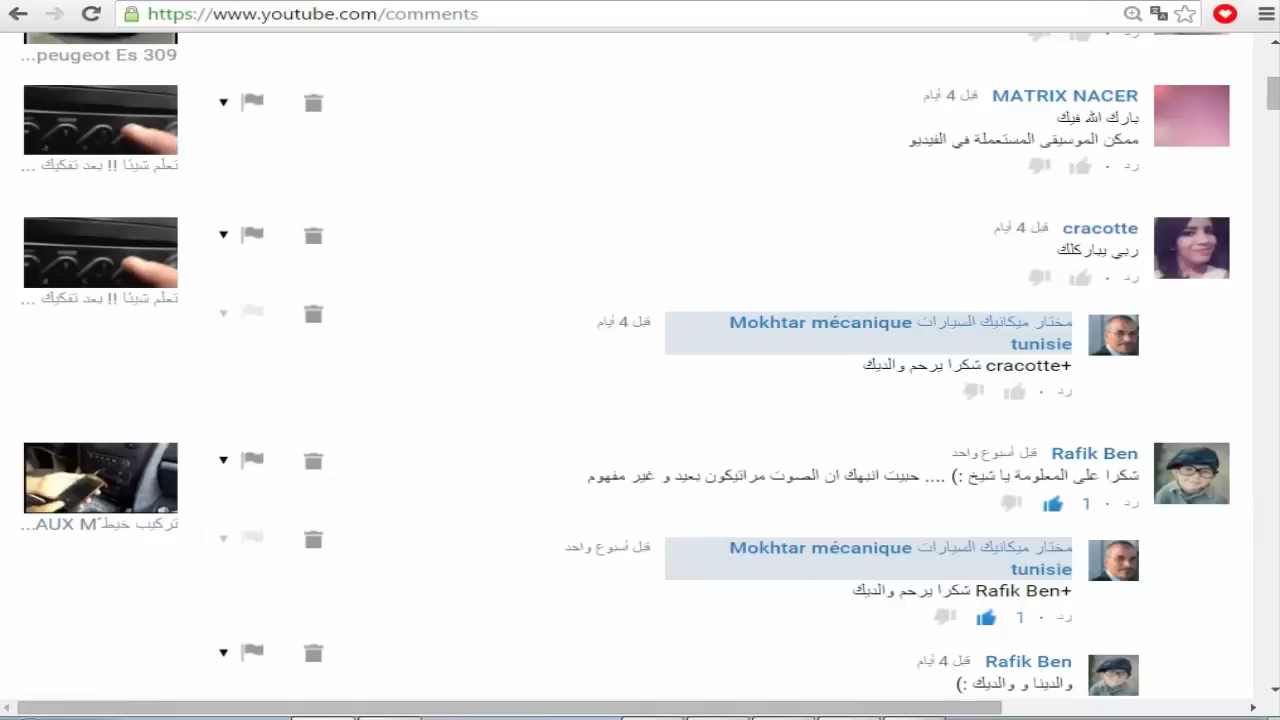 https://www.youtube.com/comments
peugeot Es 309...
رد
MATRIX NACER قبل 4 أيام
بارك الله فيك
ممكن الموسيقى المستعملة في الفيديو
رد ·
تعلّم شيئا !! بعد تفكيك ...
cracotte قبل 4 أيام
ربي يباركلك
رد ·
تعلّم شيئا !! بعد تفكيك ...
مختار ميكانيك السيارات Mokhtar mécanique قبل 4 أيام
tunisie
+cracotte شكرا يرحم والديك
رد ·
Rafik Ben قبل أسبوع واحد
شكرا على المعلومة يا شيخ :) .... حبيت انبهك ان الصوت مراتيكون بعيد و غير مفهوم
رد · 1
تركيب خيط AUX M"...
مختار ميكانيك السيارات Mokhtar mécanique قبل أسبوع واحد
tunisie
+Rafik Ben شكرا يرحم والديك
رد · 1
Rafik Ben قبل 4 أيام
والدينا و والديك :)